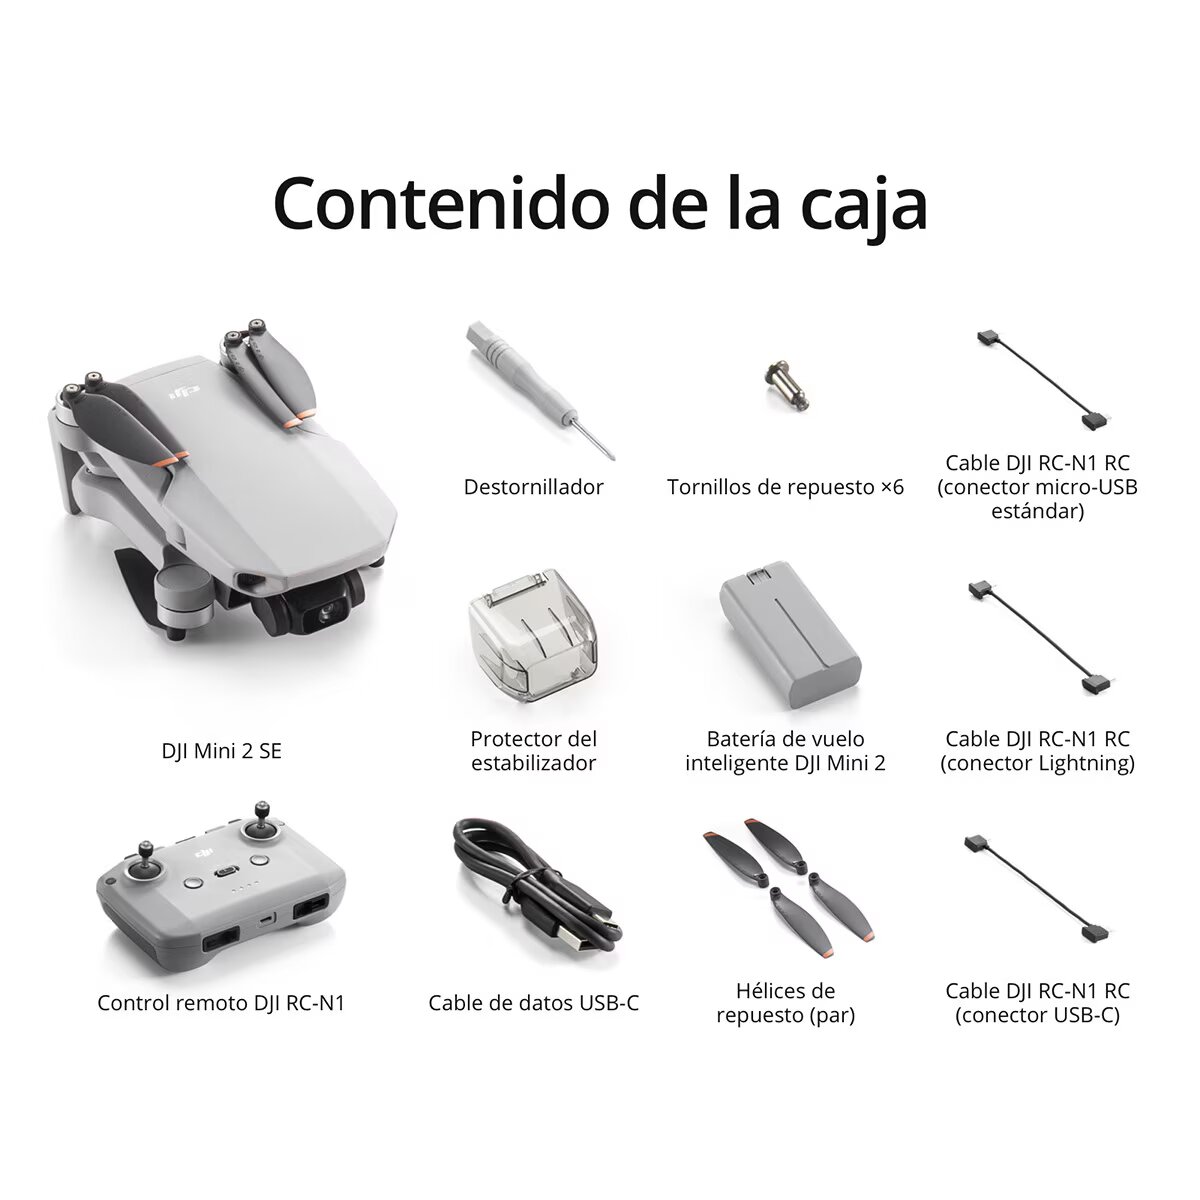 Contenido de la caja
dji
Destornillador
Tornillos de repuesto ×6
Cable DJI RC-N1 RC
(conector micro-USB
estándar)
DJI Mini 2 SE
Protector del
estabilizador
Batería de vuelo
inteligente DJI Mini 2
Cable DJI RC-N1 RC
(conector Lightning)
dji
Control remoto DJI RC-N1
Cable de datos USB-C
Hélices de
repuesto (par)
Cable DJI RC-N1 RC
(conector USB-C)